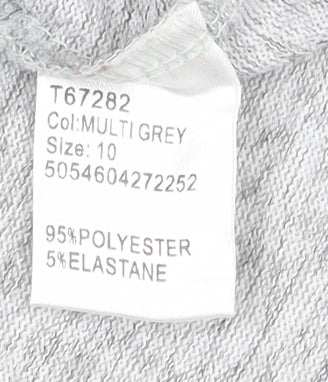 T67282
Col:MULTI GREY
Size: 10
5054604272252
95%POLYESTER
5%ELASTANE